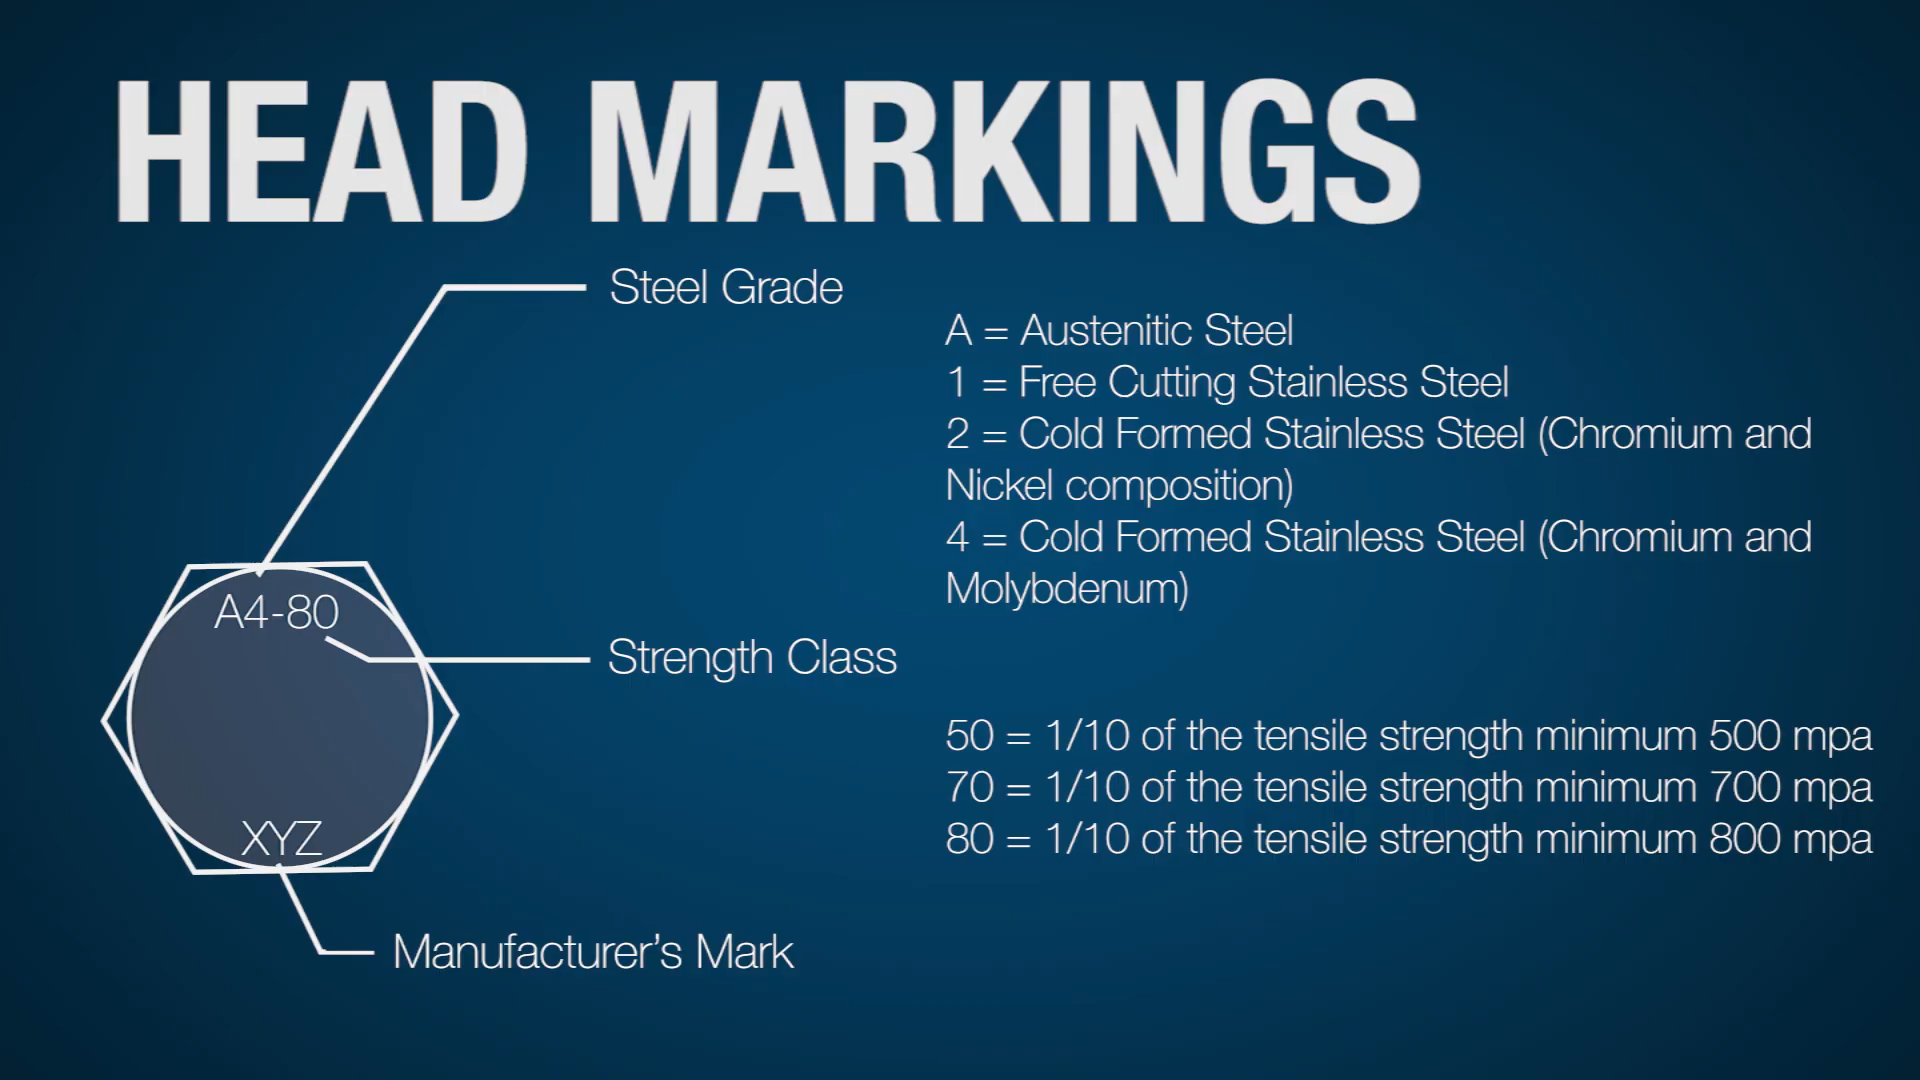 HEAD MARKINGS
Steel Grade
A = Austenitic Steel
1 = Free Cutting Stainless Steel
2 = Cold Formed Stainless Steel (Chromium and
Nickel composition)
4 = Cold Formed Stainless Steel (Chromium and
Molybdenum)
A4-80
Strength Class
50 = 1/10 of the tensile strength minimum 500 mpa
70 = 1/10 of the tensile strength minimum 700 mpa
80 = 1/10 of the tensile strength minimum 800 mpa
XYZ
Manufacturer’s Mark